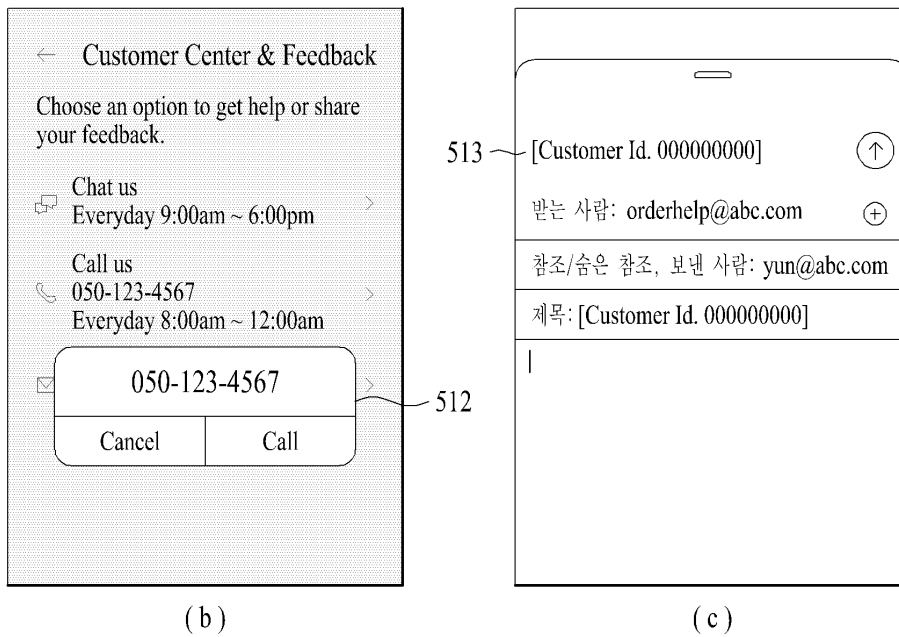 ← Customer Center & Feedback
Choose an option to get help or share
your feedback.
Chat us
Everyday 9:00am ~ 6:00pm
Call us
050-123-4567
Everyday 8:00am ~ 12:00am
050-123-4567
Cancel Call
512
(b)
513
[Customer Id. 000000000]
받는 사람: orderhelp@abc.com
참조/숨은 참조, 보낸 사람: yun@abc.com
제목: [Customer Id. 000000000]
(c)